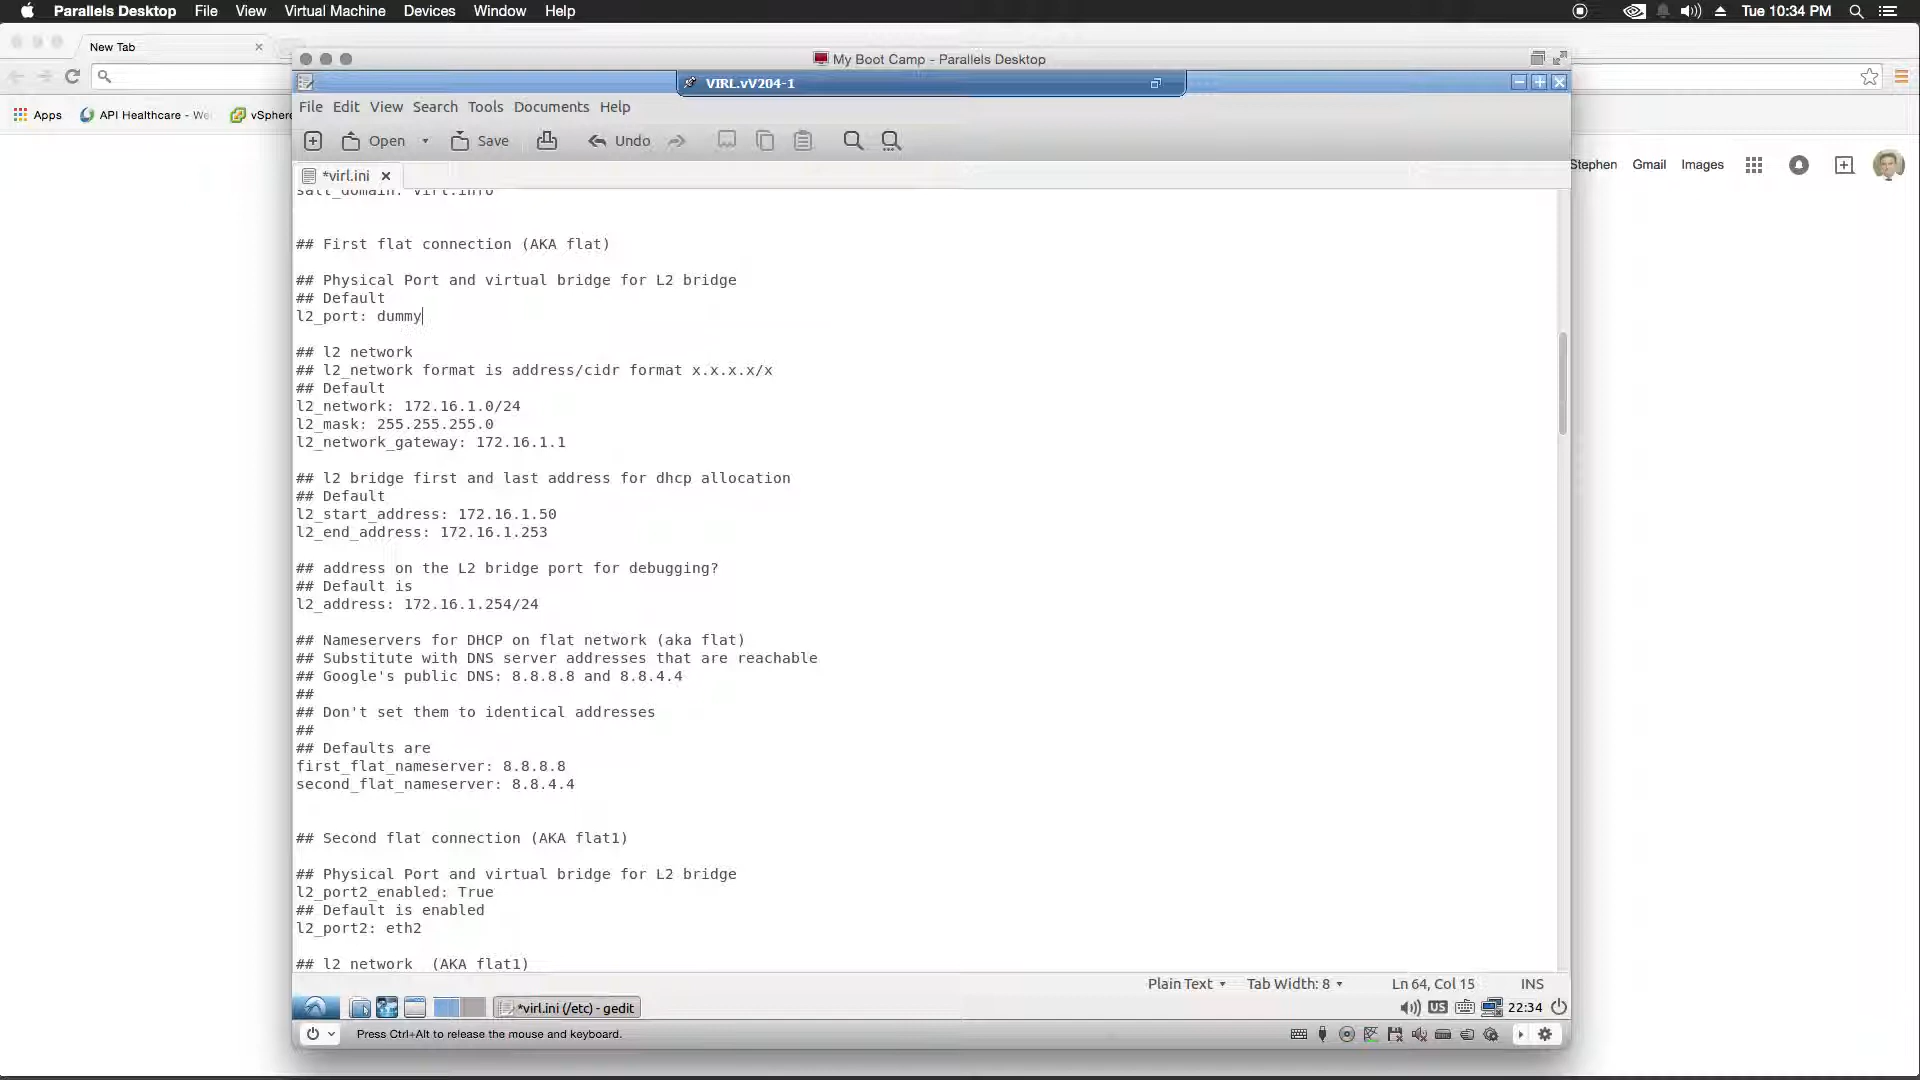 Parallels Desktop File View Virtual Machine Devices Window Help Tue 10:34 PM
New Tab
My Boot Camp - Parallels Desktop
VIRL.vV204-1
File Edit View Search Tools Documents Help
Apps API Healthcare - We vSphere
Open Save Undo
Stephen Gmail Images
*virl.ini
salt_domain: virl.info
## First flat connection (AKA flat)
## Physical Port and virtual bridge for L2 bridge
## Default
l2_port: dummy
## l2 network
## l2_network format is address/cidr format x.x.x.x/x
## Default
l2_network: 172.16.1.0/24
l2_mask: 255.255.255.0
l2_network_gateway: 172.16.1.1
## l2 bridge first and last address for dhcp allocation
## Default
l2_start_address: 172.16.1.50
l2_end_address: 172.16.1.253
## address on the L2 bridge port for debugging?
## Default is
l2_address: 172.16.1.254/24
## Nameservers for DHCP on flat network (aka flat)
## Substitute with DNS server addresses that are reachable
## Google's public DNS: 8.8.8.8 and 8.8.4.4
##
## Don't set them to identical addresses
##
## Defaults are
first_flat_nameserver: 8.8.8.8
second_flat_nameserver: 8.8.4.4
## Second flat connection (AKA flat1)
## Physical Port and virtual bridge for L2 bridge
l2_port2_enabled: True
## Default is enabled
l2_port2: eth2
## l2 network (AKA flat1)
Plain Text Tab Width: 8 Ln 64, Col 15 INS
*virl.ini (/etc) - gedit US 22:34
Press Ctrl+Alt to release the mouse and keyboard.